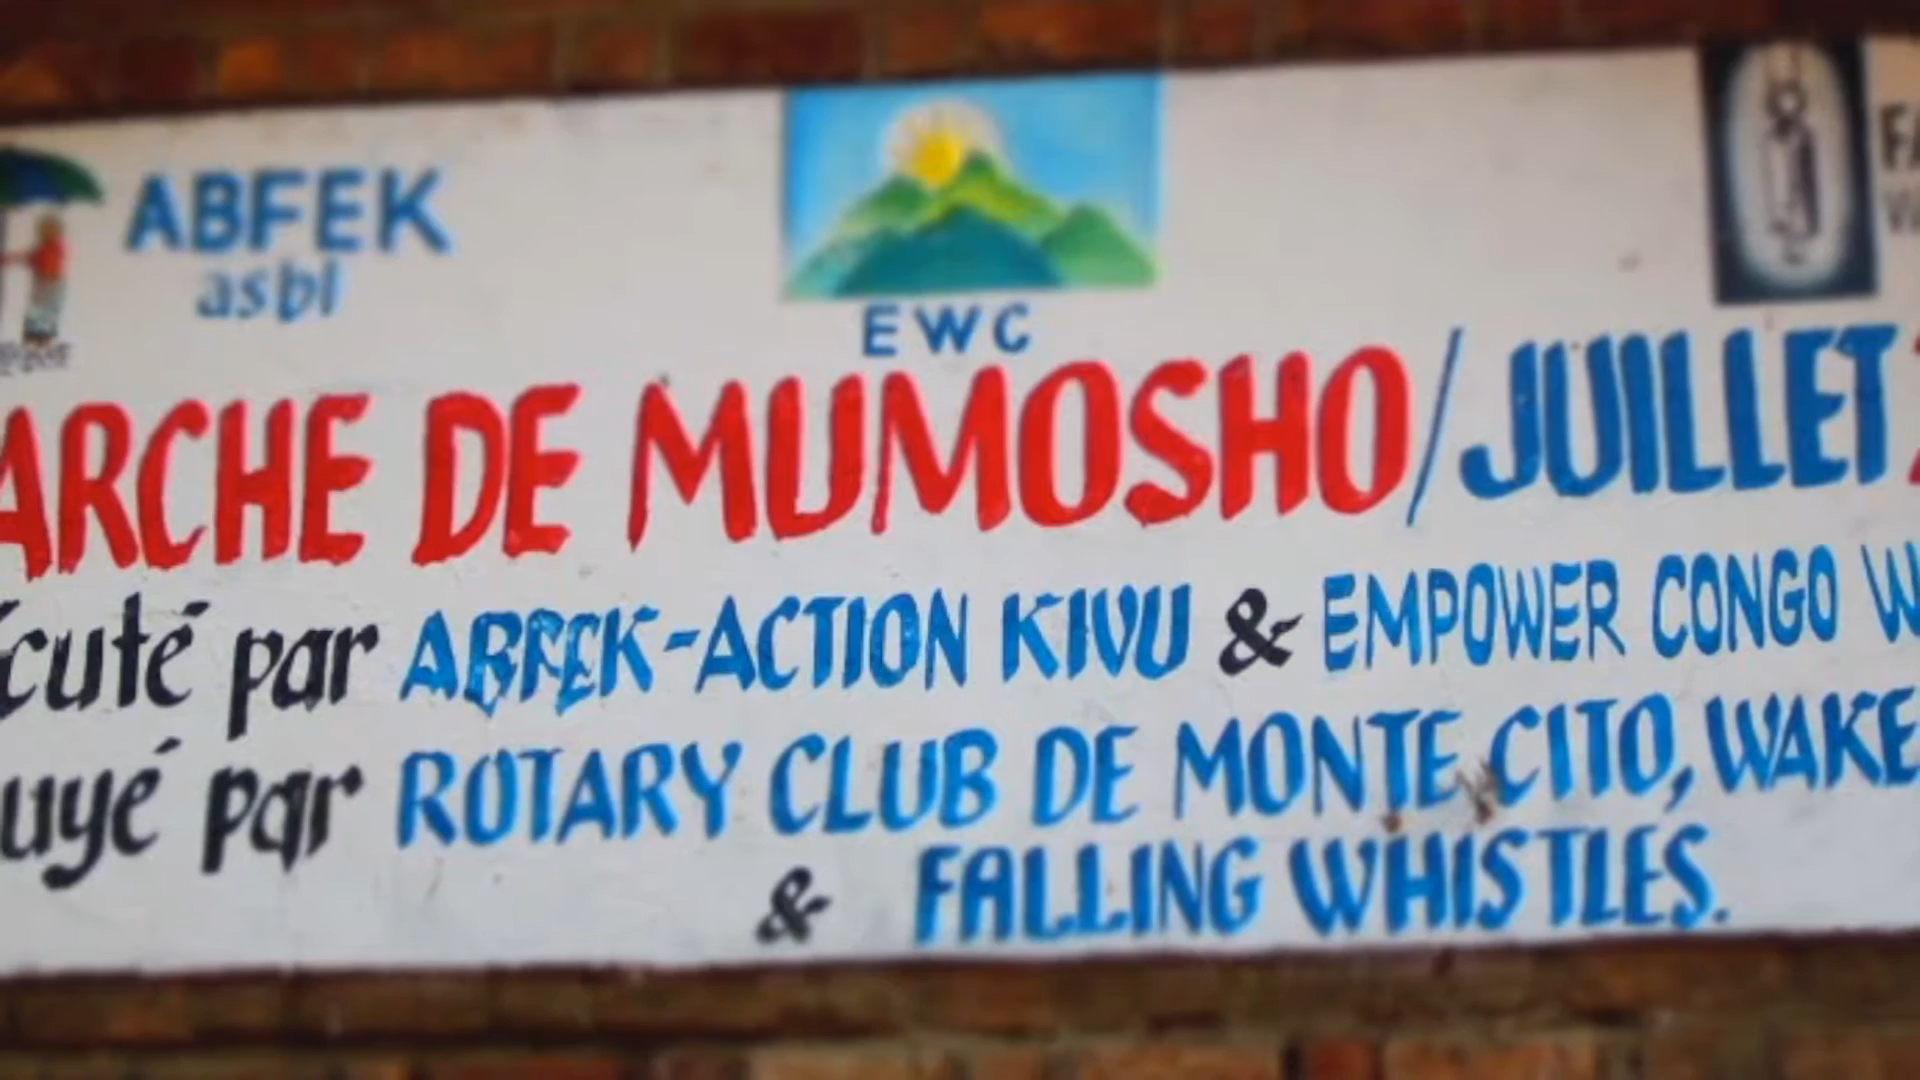 ABFEK
asbl
EWC
FA
ARCHE DE MUMOSHO/JUILLET
cuté par ABFEK-ACTION KIVU & EMPOWER CONGO W
uyé par ROTARY CLUB DE MONTE CITO, WAKE
& FALLING WHISTLES.